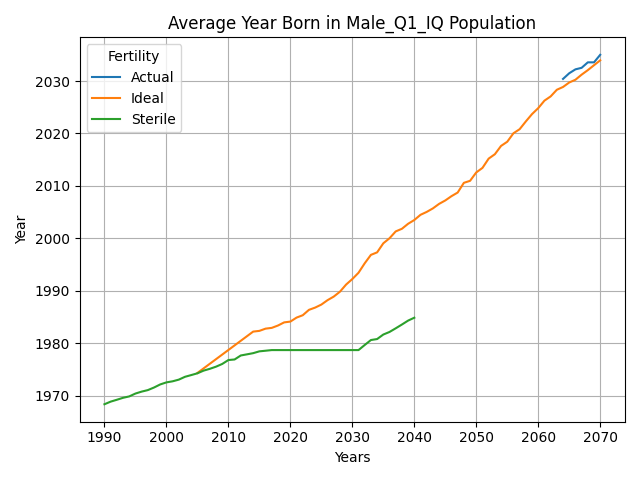 Average Year Born in Male_Q1_IQ Population
Fertility
Actual
Ideal
Sterile
Year
2030
2020
2010
2000
1990
1980
1970
1990 2000 2010 2020 2030 2040 2050 2060 2070
Years